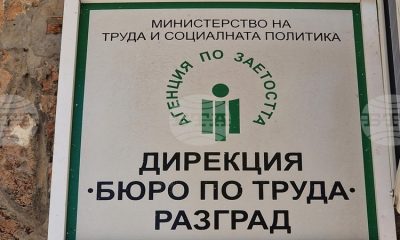 МИНИСТЕРСТВО НА
ТРУДА И СОЦИАЛНАТА ПОЛИТИКА
АГЕНЦИЯ ПО ЗАЕТОСТТА
ДИРЕКЦИЯ
·БЮРО ПО ТРУДА·
РАЗГРАД